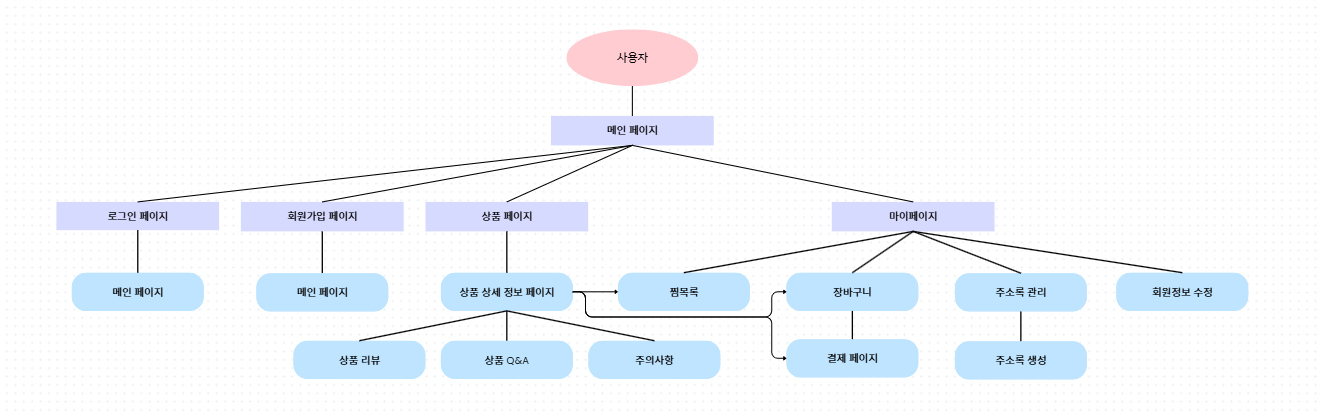 사용자
메인 페이지
로그인 페이지
회원가입 페이지
상품 페이지
마이페이지
메인 페이지
메인 페이지
상품 상세 정보 페이지
찜목록
장바구니
주소록 관리
회원정보 수정
상품 리뷰
상품 Q&A
주의사항
결제 페이지
주소록 생성